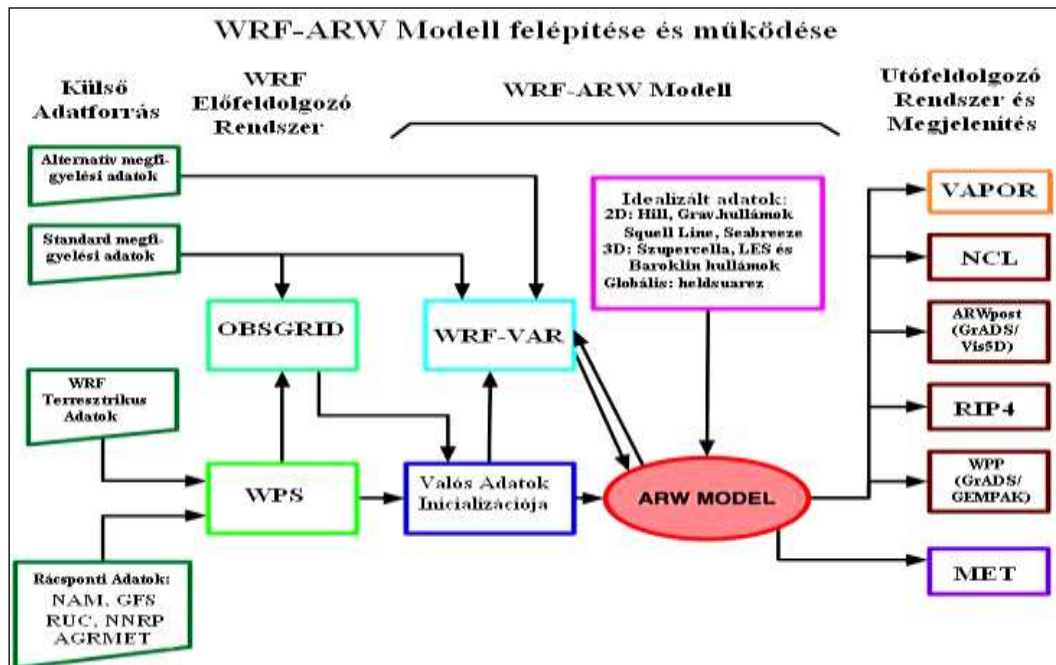 WRF-ARW Modell felépítése és működése
Külső
Adatforrás
WRF
Előfeldolgozó
Rendszer
WRF-ARW Modell
Utófeldolgozó
Rendszer és
Megjelenítés
Alternatív megfi-
gyelési adatok
Standard megfi-
gyelési adatok
WRF
Terresztrikus
Adatok
Rácsponti Adatok:
NAM, GFS
RUC, NNRP
AGRMET
OBSGRID
WPS
WRF-VAR
Valós Adatok
Inicializációja
Idealizált adatok:
2D: Hill, Grav.hullámok
Squell Line, Seabreeze
3D: Szupercella, LES és
Baroklin hullámok
Globális: heldsuarez
ARW MODEL
VAPOR
NCL
ARWpost
(GrADS/
Vis5D)
RIP4
WPP
(GrADS/
GEMPAK)
MET